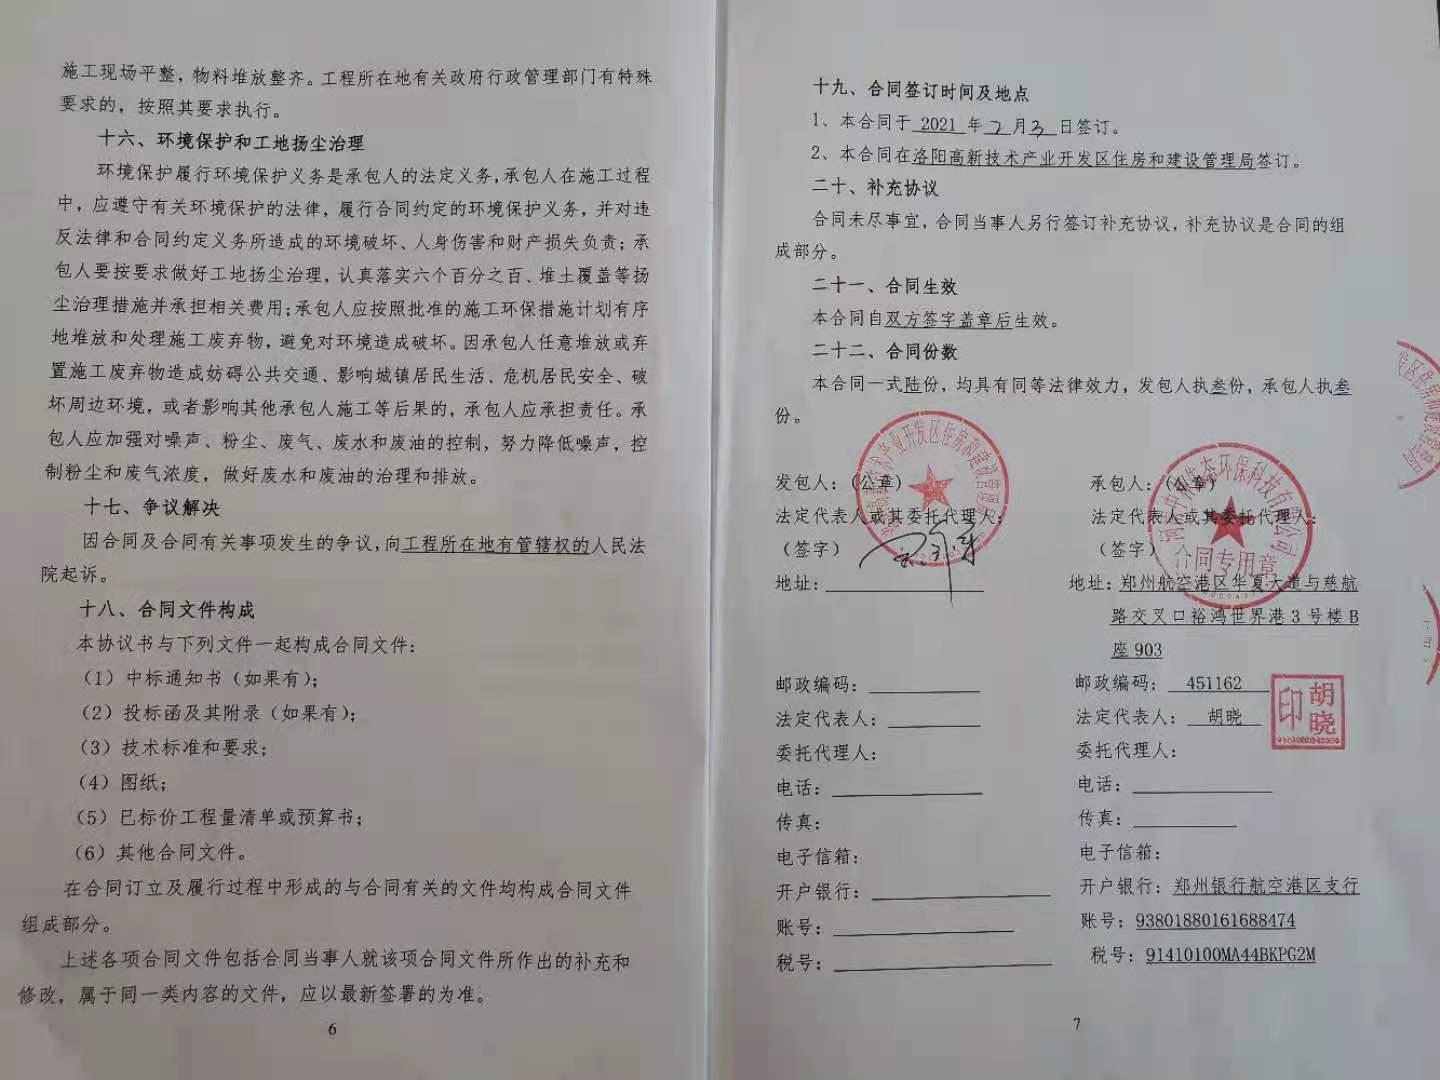 施工现场平整，物料堆放整齐。工程所在地有关政府行政管理部门有特殊
要求的，按照其要求执行。
十六、环境保护和工地扬尘治理
环境保护履行环境保护义务是承包人的法定义务，承包人在施工过程
中，应遵守有关环境保护的法律，履行合同约定的环境保护义务，并对违
反法律和合同约定义务所造成的环境破坏、人身伤害和财产损失负责；承
包人要按要求做好工地扬尘治理，认真落实六个百分之百、堆土覆盖等扬
尘治理措施并承担相关费用；承包人应按照批准的施工环保措施计划有序
地堆放和处理施工废弃物，避免对环境造成破坏。因承包人任意堆放或弃
置施工废弃物造成妨碍公共交通、影响城镇居民生活、危机居民安全、破
坏周边环境，或者影响其他承包人施工等后果的，承包人应承担责任。承
包人应加强对噪声、粉尘、废气、废水和废油的控制，努力降低噪声，控
制粉尘和废气浓度，做好废水和废油的治理和排放。
十七、争议解决
因合同及合同有关事项发生的争议，向工程所在地有管辖权的人民法
院起诉。
十八、合同文件构成
本协议书与下列文件一起构成合同文件：
（1）中标通知书（如果有）；
（2）投标函及其附录（如果有）；
（3）技术标准和要求；
（4）图纸；
（5）已标价工程量清单或预算书；
（6）其他合同文件。
在合同订立及履行过程中形成的与合同有关的文件均构成合同文件
组成部分。
上述各项合同文件包括合同当事人就该项合同文件所作出的补充和
修改，属于同一类内容的文件，应以最新签署的为准。
6
十九、合同签订时间及地点
1、本合同于 2021 年 2 月 3 日签订。
2、本合同在洛阳高新技术产业开发区住房和建设管理局签订。
二十、补充协议
合同未尽事宜，合同当事人另行签订补充协议，补充协议是合同的组
成部分。
二十一、合同生效
本合同自双方签字盖章后生效。
二十二、合同份数
本合同一式陆份，均具有同等法律效力，发包人执叁份，承包人执叁
份。
发包人：（公章）
法定代表人或其委托代理人：
（签字）
地址：
邮政编码：
法定代表人：
委托代理人：
电话：
传真：
电子信箱：
开户银行：
账号：
税号：
承包人：（公章）
法定代表人或其委托代理人：
（签字）
合同专用章
地址：郑州航空港区华夏大道与慈航
路交叉口裕鸿世界港 3 号楼 B
座 903
邮政编码： 451162
法定代表人： 胡晓
胡晓印
委托代理人：
电话：
传真：
电子信箱：
开户银行：郑州银行航空港区支行
账号：93801880161688474
税号：91410100MA44BKPG2M
7